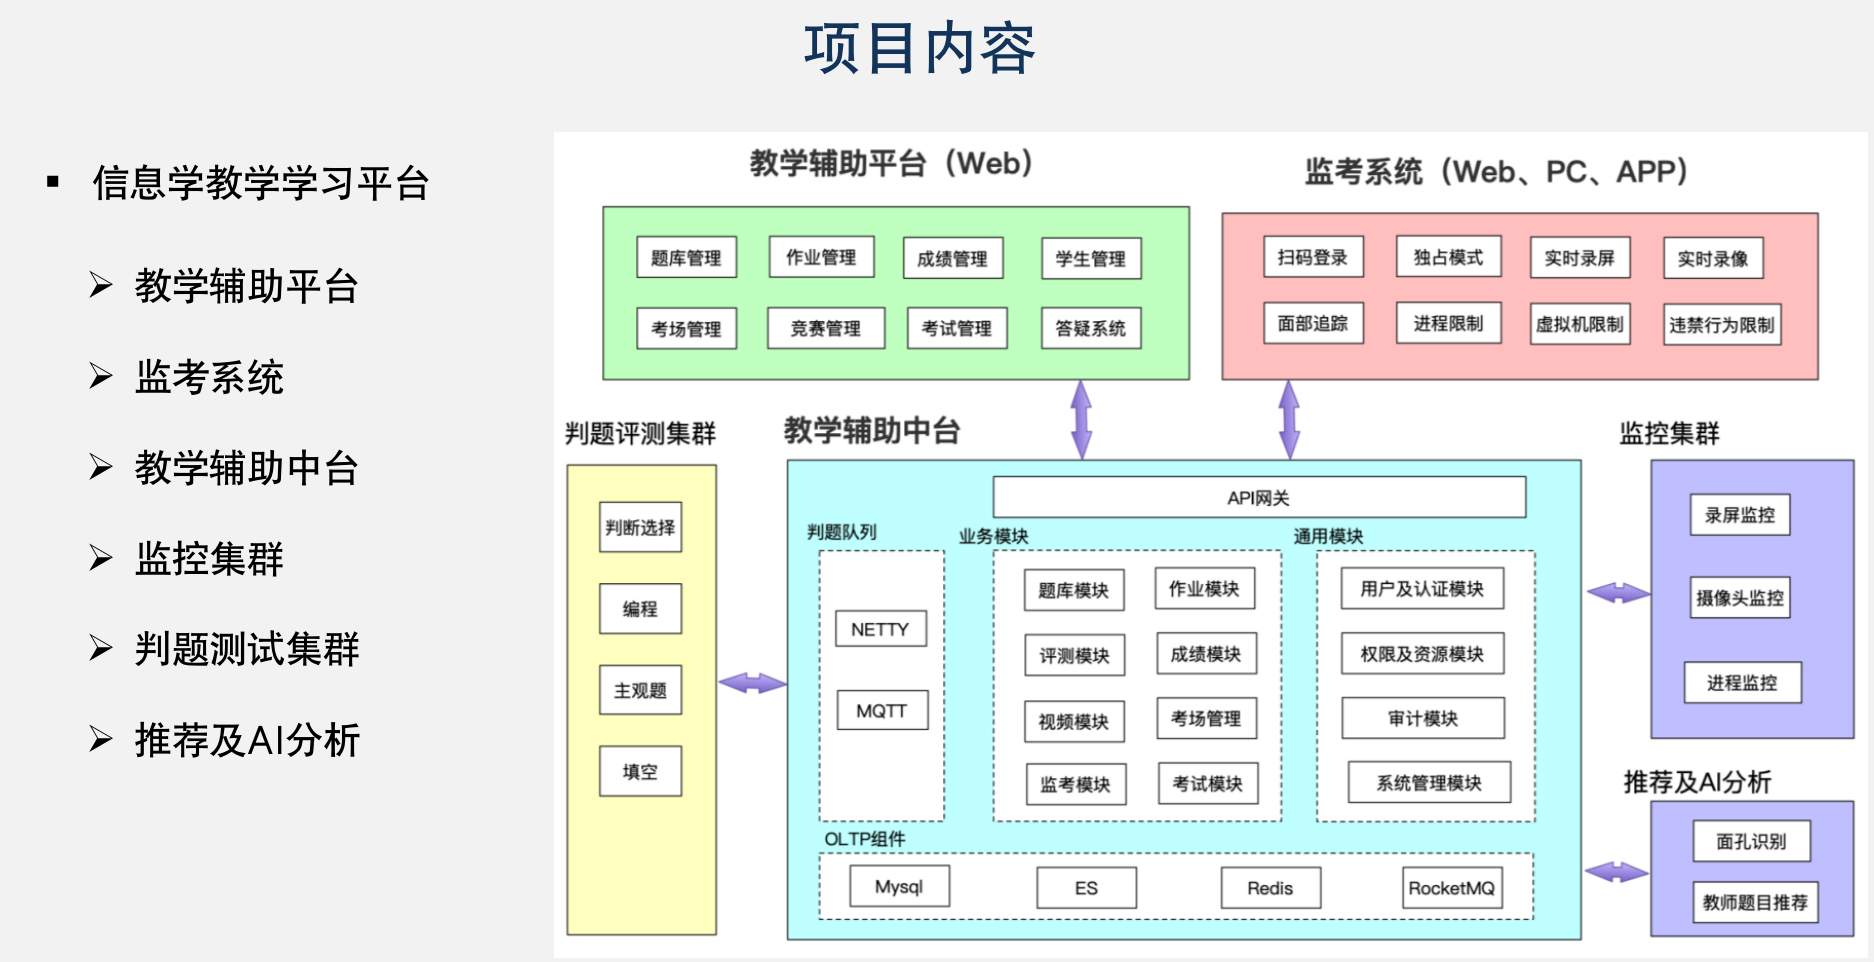 项目内容
信息学教学学习平台
教学辅助平台
监考系统
教学辅助中台
监控集群
判题测试集群
推荐及AI分析
教学辅助平台（Web）
题库管理
作业管理
成绩管理
学生管理
考场管理
竞赛管理
考试管理
答疑系统
监考系统（Web、PC、APP）
扫码登录
独占模式
实时录屏
实时录像
面部追踪
进程限制
虚拟机限制
违禁行为限制
判题评测集群
判断选择
编程
主观题
填空
教学辅助中台
API网关
判题队列
NETTY
MQTT
业务模块
题库模块
作业模块
评测模块
成绩模块
视频模块
考场管理
监考模块
考试模块
通用模块
用户及认证模块
权限及资源模块
审计模块
系统管理模块
OLTP组件
Mysql
ES
Redis
RocketMQ
监控集群
录屏监控
摄像头监控
进程监控
推荐及AI分析
面孔识别
教师题目推荐